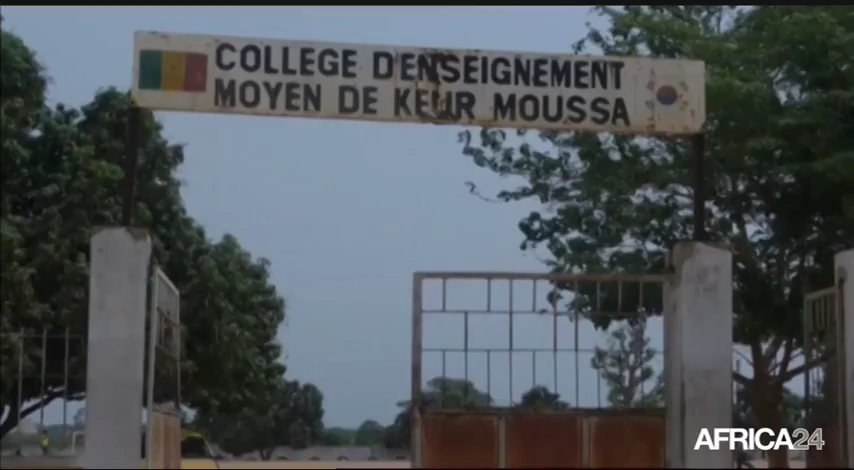 COLLEGE D'ENSEIGNEMENT
MOYEN DE KEUR MOUSSA
AFRICA24